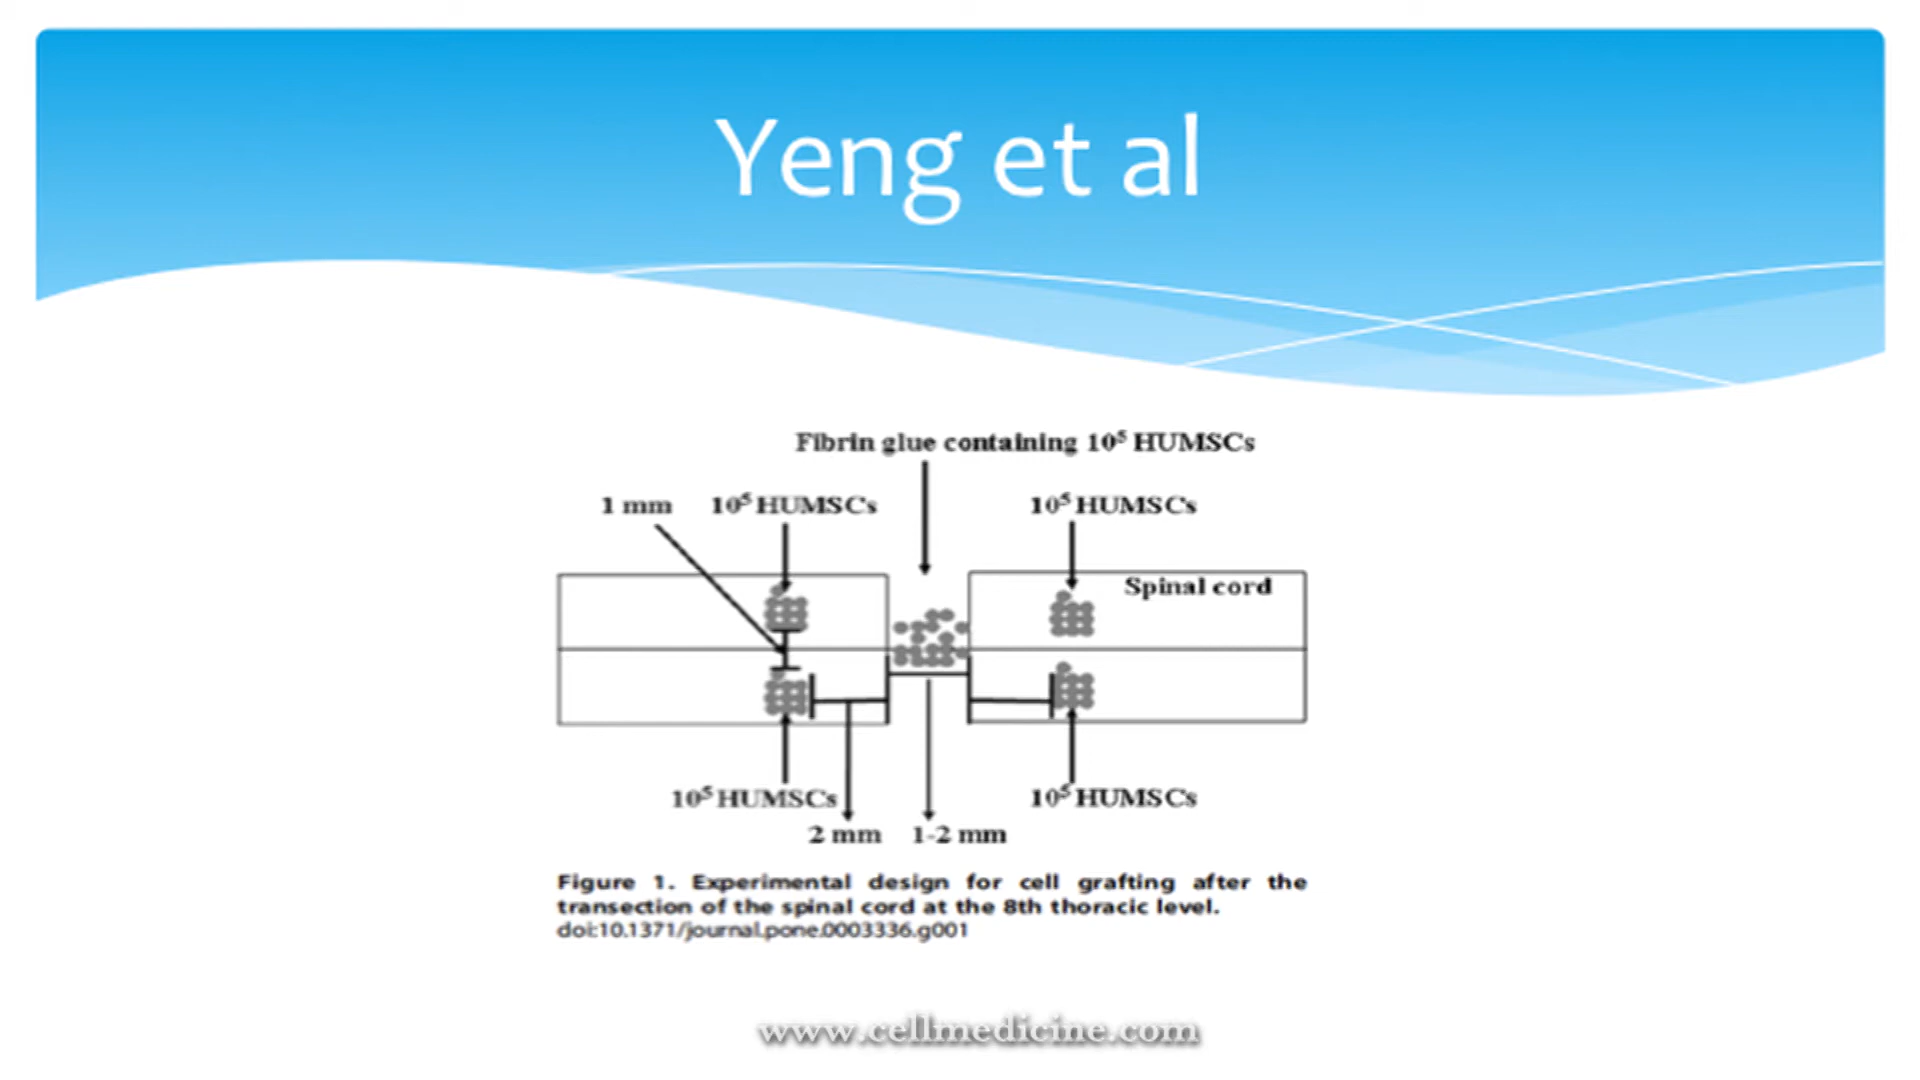 Yeng et al
Fibrin glue containing 10⁵ HUMSCs
1 mm 10⁵ HUMSCs 10⁵ HUMSCs
Spinal cord
10⁵ HUMSCs 10⁵ HUMSCs
2 mm 1-2 mm
Figure 1. Experimental design for cell grafting after the
transection of the spinal cord at the 8th thoracic level.
doi:10.1371/journal.pone.0003336.g001
www.cellmedicine.com